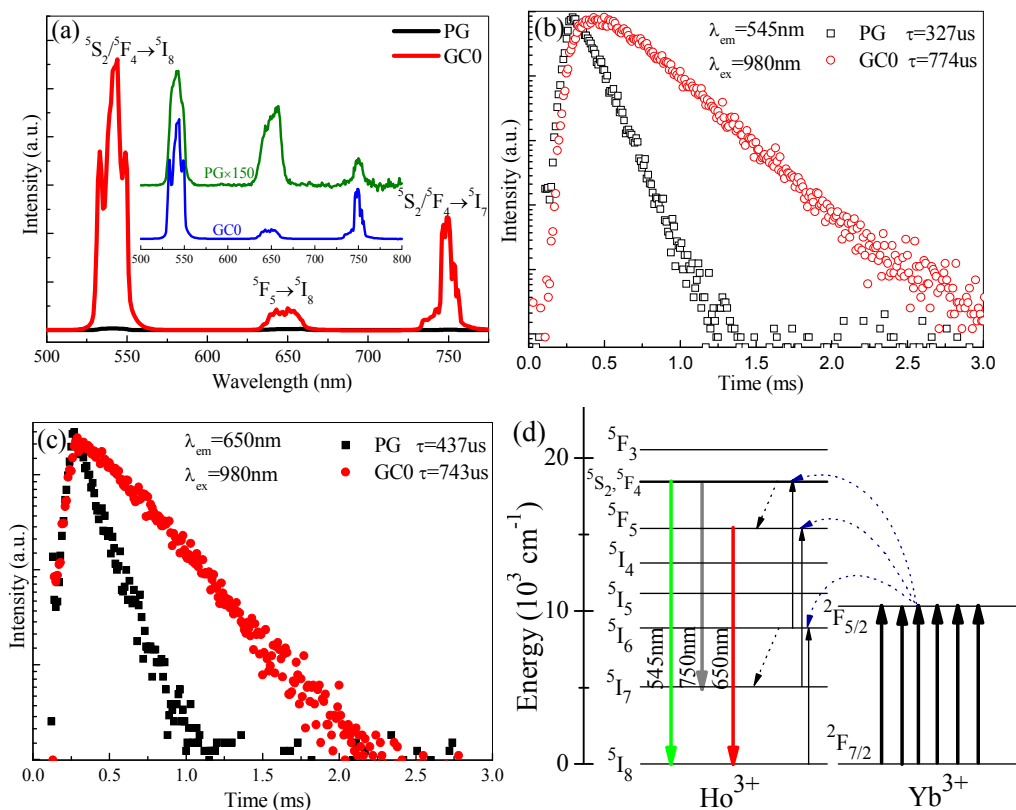 (a)
PG
GC0
⁵S₂/⁵F₄→⁵I₈
PG×150
GC0
500 550 600 650 700 750 800
⁵S₂/⁵F₄→⁵I₇
⁵F₅→⁵I₈
Intensity (a.u.)
500 550 600 650 700 750
Wavelength (nm)
(b)
λem=545nm
λex=980nm
PG τ=327us
GC0 τ=774us
Intensity (a.u.)
0.0 0.5 1.0 1.5 2.0 2.5 3.0
Time (ms)
(c)
λem=650nm
λex=980nm
PG τ=437us
GC0 τ=743us
Intensity (a.u.)
0.0 0.5 1.0 1.5 2.0 2.5 3.0
Time (ms)
(d)
Energy (10³ cm⁻¹)
20
10
0
⁵F₃
⁵S₂,⁵F₄
⁵F₅
⁵I₄
⁵I₅
⁵I₆
⁵I₇
⁵I₈
545nm
750nm
650nm
²F₅/₂
²F₇/₂
Ho³⁺
Yb³⁺